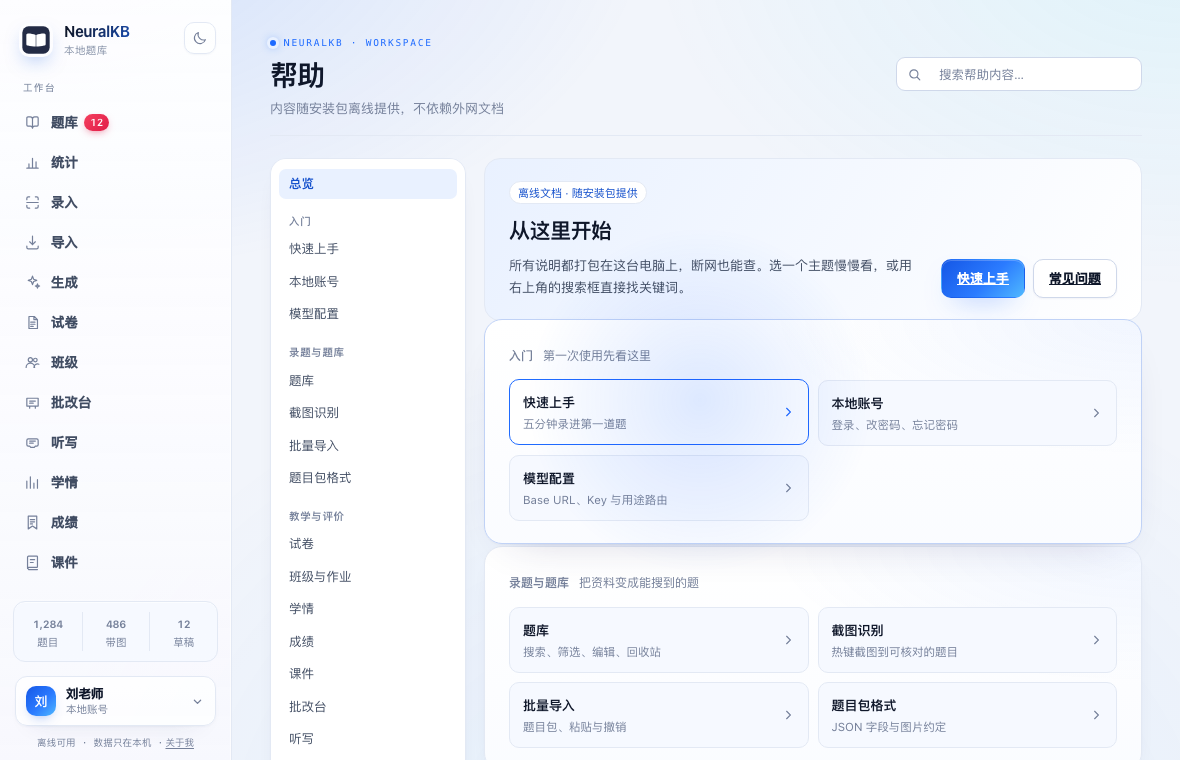 NeuralKB
本地题库
工作台
题库 12
统计
录入
导入
生成
试卷
班级
批改台
听写
学情
成绩
课件
1,284 486 12
题目 带图 草稿
刘 刘老师
本地账号
离线可用 · 数据只在本机 · 关于我
NEURALKB · WORKSPACE
帮助
内容随安装包离线提供，不依赖外网文档
搜索帮助内容...
总览
入门
快速上手
本地账号
模型配置
录题与题库
题库
截图识别
批量导入
题目包格式
教学与评价
试卷
班级与作业
学情
成绩
课件
批改台
听写
离线文档 · 随安装包提供
从这里开始
所有说明都打包在这台电脑上，断网也能查。选一个主题慢慢看，或用
右上角的搜索框直接找关键词。
快速上手 常见问题
入门 第一次使用先看这里
快速上手
五分钟录进第一道题
本地账号
登录、改密码、忘记密码
模型配置
Base URL、Key 与用途路由
录题与题库 把资料变成能搜到的题
题库
搜索、筛选、编辑、回收站
截图识别
热键截图到可核对的题目
批量导入
题目包、粘贴与撤销
题目包格式
JSON 字段与图片约定